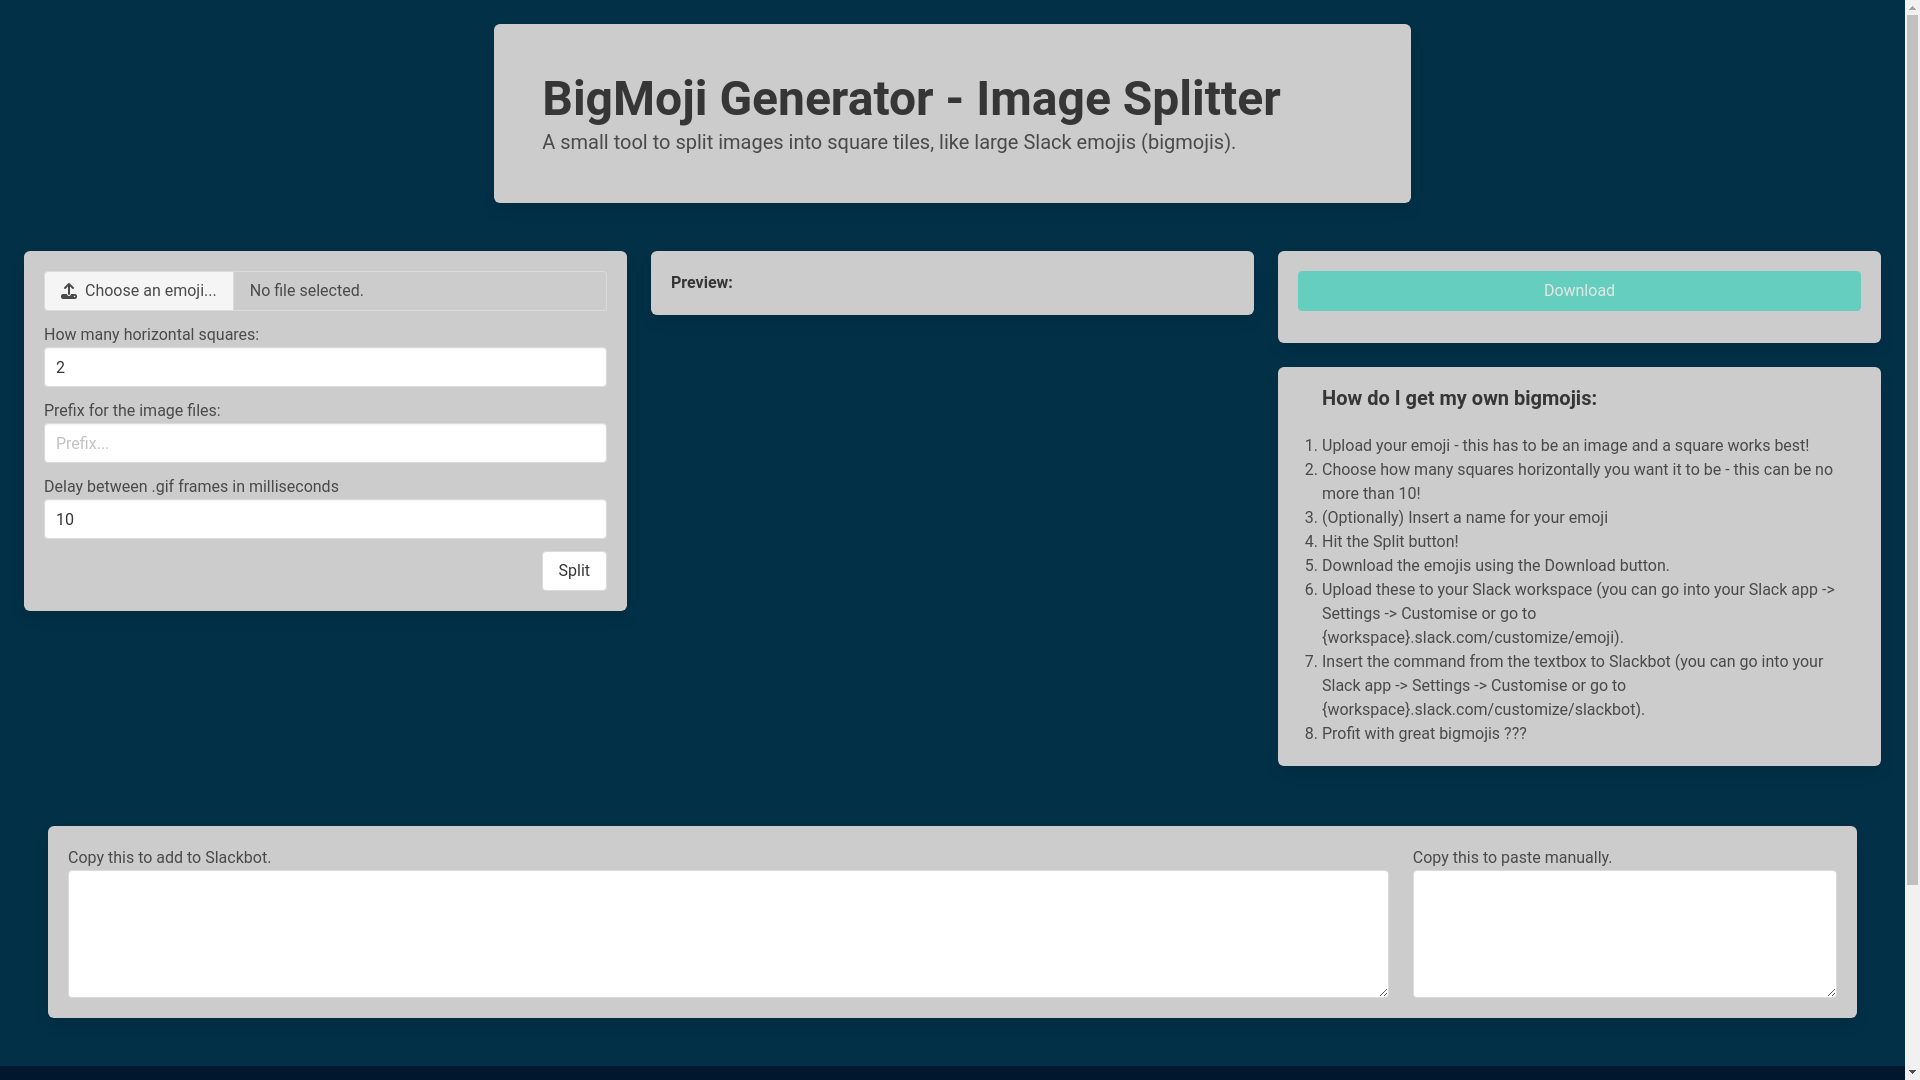 BigMoji Generator - Image Splitter
A small tool to split images into square tiles, like large Slack emojis (bigmojis).
Choose an emoji...
No file selected.
How many horizontal squares:
2
Prefix for the image files:
Prefix...
Delay between .gif frames in milliseconds
10
Split
Preview:
Download
How do I get my own bigmojis:
1. Upload your emoji - this has to be an image and a square works best!
2. Choose how many squares horizontally you want it to be - this can be no
more than 10!
3. (Optionally) Insert a name for your emoji
4. Hit the Split button!
5. Download the emojis using the Download button.
6. Upload these to your Slack workspace (you can go into your Slack app ->
Settings -> Customise or go to
{workspace}.slack.com/customize/emoji).
7. Insert the command from the textbox to Slackbot (you can go into your
Slack app -> Settings -> Customise or go to
{workspace}.slack.com/customize/slackbot).
8. Profit with great bigmojis ???
Copy this to add to Slackbot.
Copy this to paste manually.